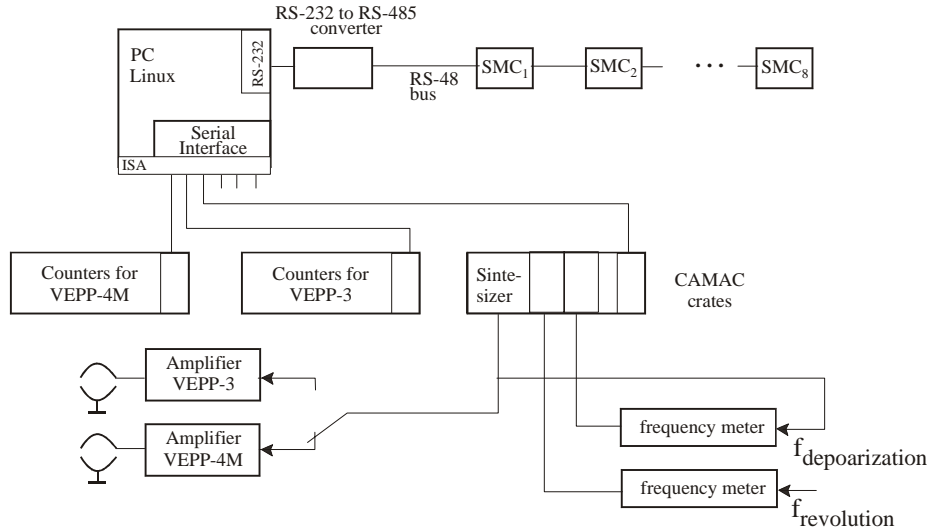 RS-232 to RS-485
converter
PC
Linux
RS-232
RS-48
bus
SMC1
SMC2
...
SMC8
Serial
Interface
ISA
Counters for
VEPP-4M
Counters for
VEPP-3
Sinte-
sizer
CAMAC
crates
Amplifier
VEPP-3
Amplifier
VEPP-4M
frequency meter
f depoarization
frequency meter
f revolution